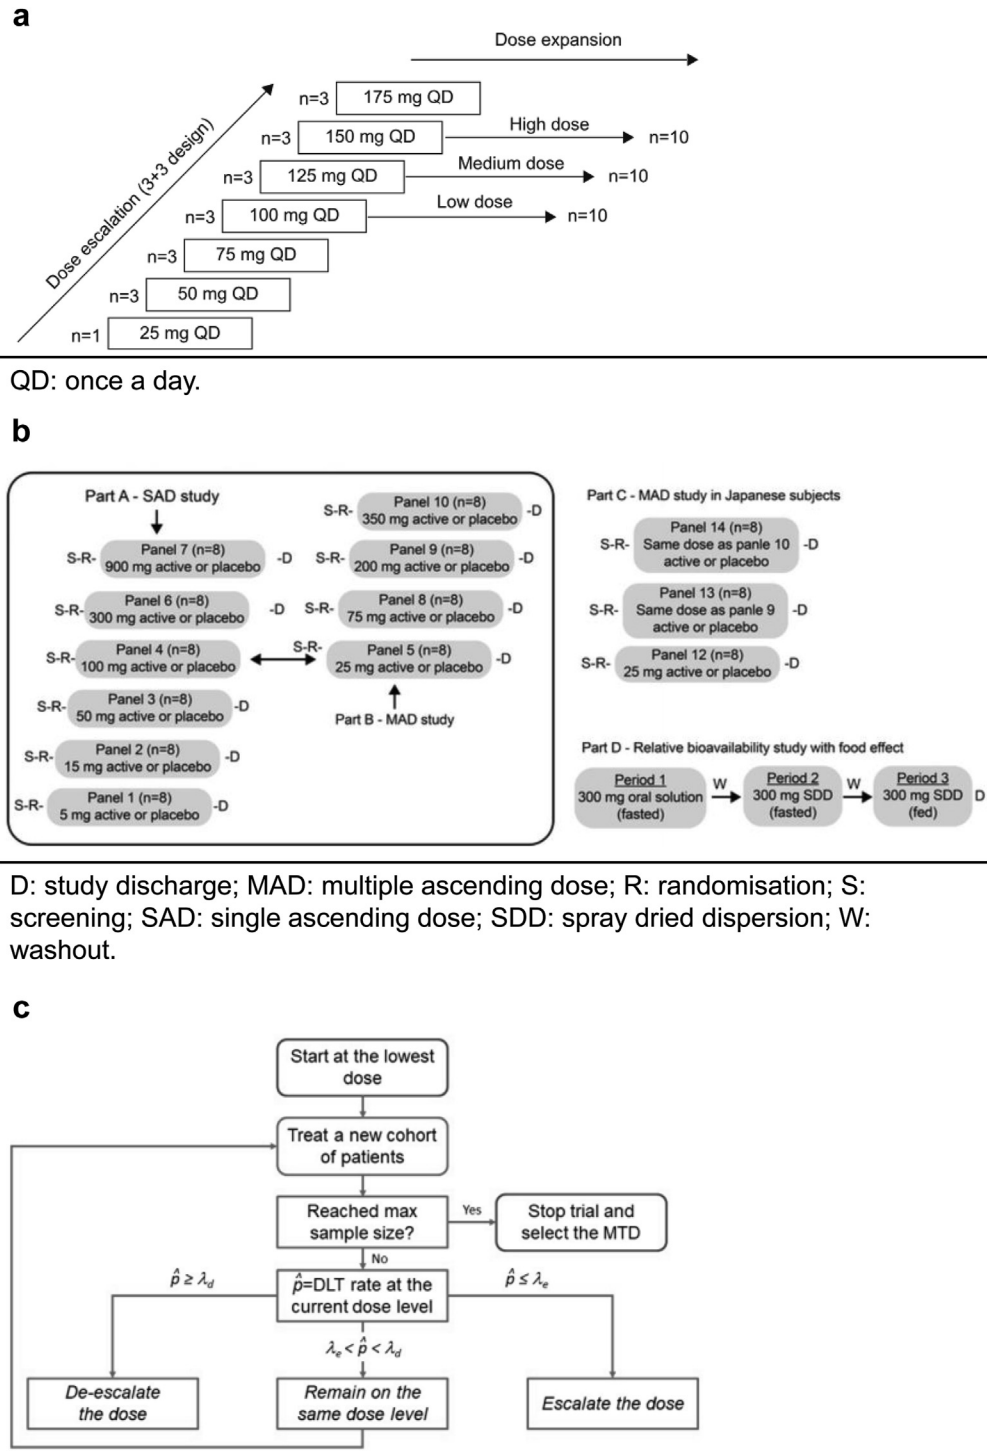 a
Dose expansion
Dose escalation (3+3 design)
n=3 175 mg QD
n=3 150 mg QD High dose n=10
n=3 125 mg QD Medium dose n=10
n=3 100 mg QD Low dose n=10
n=3 75 mg QD
n=3 50 mg QD
n=1 25 mg QD
QD: once a day.
b
Part A - SAD study
S-R- Panel 7 (n=8) -D
900 mg active or placebo
S-R- Panel 6 (n=8) -D
300 mg active or placebo
S-R- Panel 4 (n=8)
100 mg active or placebo
S-R- Panel 3 (n=8) -D
50 mg active or placebo
S-R- Panel 2 (n=8) -D
15 mg active or placebo
S-R- Panel 1 (n=8) -D
5 mg active or placebo
S-R- Panel 10 (n=8) -D
350 mg active or placebo
S-R- Panel 9 (n=8) -D
200 mg active or placebo
S-R- Panel 8 (n=8) -D
75 mg active or placebo
S-R- Panel 5 (n=8) -D
25 mg active or placebo
Part B - MAD study
Part C - MAD study in Japanese subjects
S-R- Panel 14 (n=8) -D
Same dose as panle 10
active or placebo
S-R- Panel 13 (n=8) -D
Same dose as panle 9
active or placebo
S-R- Panel 12 (n=8) -D
25 mg active or placebo
Part D - Relative bioavailability study with food effect
Period 1
300 mg oral solution
(fasted)
W
Period 2
300 mg SDD
(fasted)
W
Period 3
300 mg SDD
(fed)
D
D: study discharge; MAD: multiple ascending dose; R: randomisation; S:
screening; SAD: single ascending dose; SDD: spray dried dispersion; W:
washout.
c
Start at the lowest
dose
Treat a new cohort
of patients
Reached max
sample size?
Yes
Stop trial and
select the MTD
No
p̂ ≥ λd
p̂=DLT rate at the
current dose level
p̂ ≤ λe
λe < p̂ < λd
De-escalate
the dose
Remain on the
same dose level
Escalate the dose